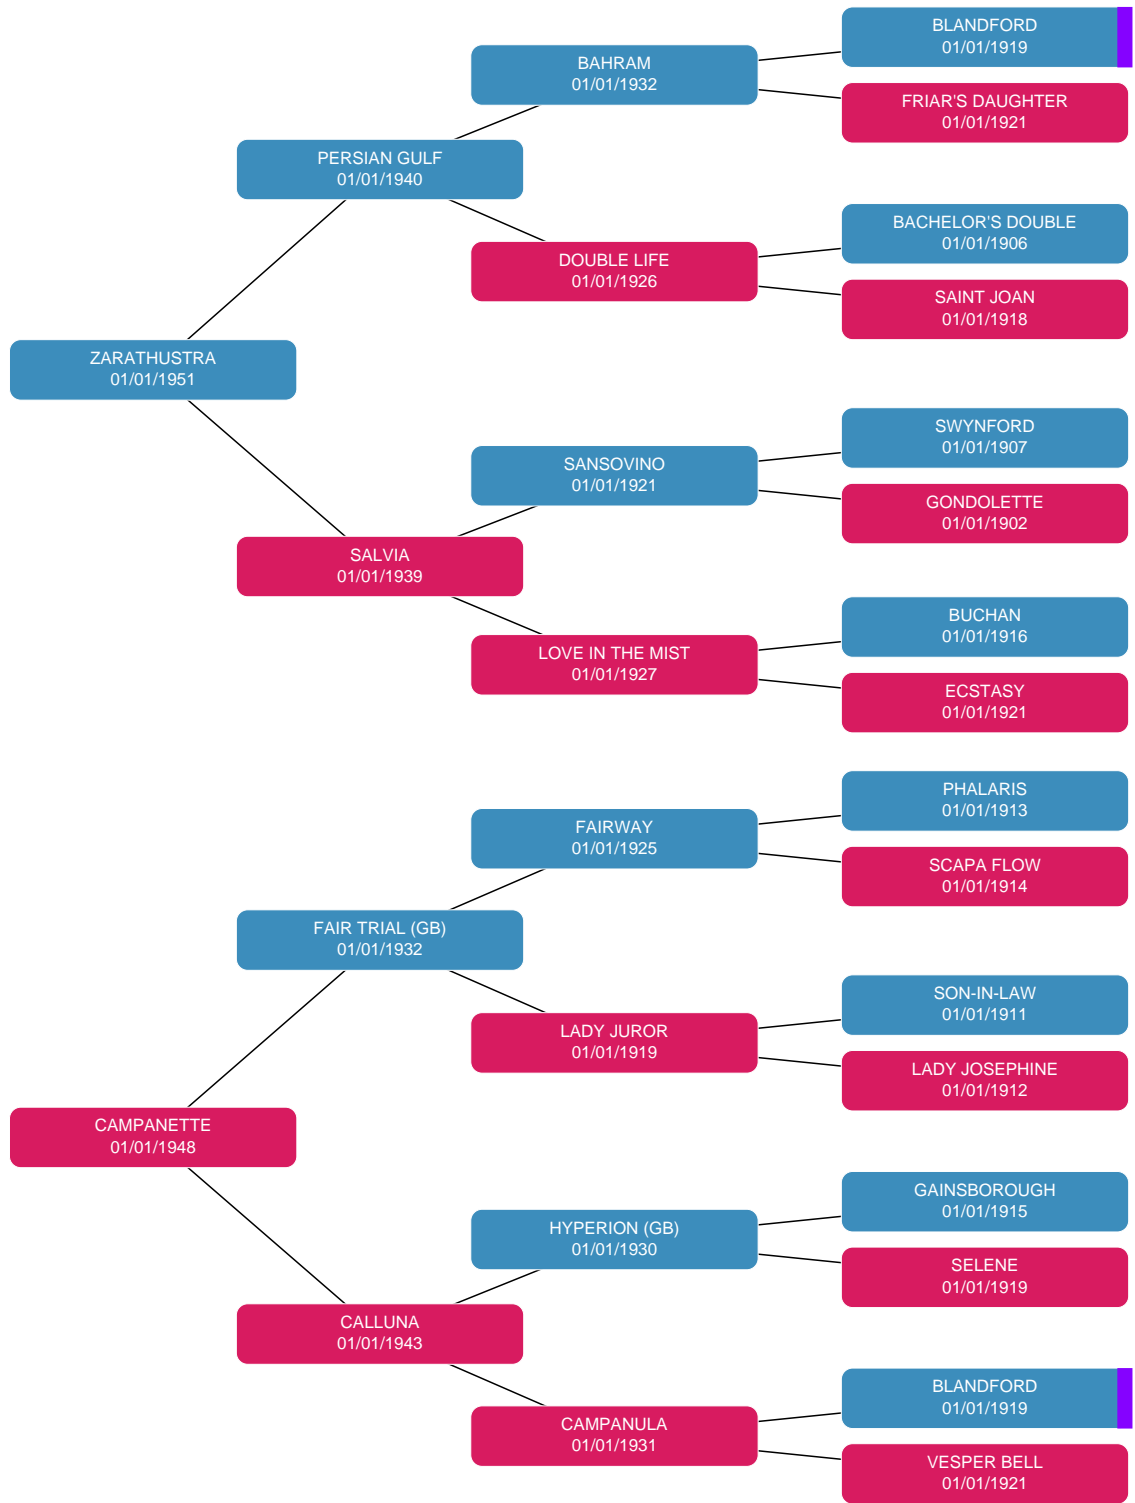 BLANDFORD
01/01/1919
BAHRAM
01/01/1932
FRIAR'S DAUGHTER
01/01/1921
PERSIAN GULF
01/01/1940
BACHELOR'S DOUBLE
01/01/1906
DOUBLE LIFE
01/01/1926
SAINT JOAN
01/01/1918
ZARATHUSTRA
01/01/1951
SWYNFORD
01/01/1907
SANSOVINO
01/01/1921
GONDOLETTE
01/01/1902
SALVIA
01/01/1939
BUCHAN
01/01/1916
LOVE IN THE MIST
01/01/1927
ECSTASY
01/01/1921
PHALARIS
01/01/1913
FAIRWAY
01/01/1925
SCAPA FLOW
01/01/1914
FAIR TRIAL (GB)
01/01/1932
SON-IN-LAW
01/01/1911
LADY JUROR
01/01/1919
LADY JOSEPHINE
01/01/1912
CAMPANETTE
01/01/1948
GAINSBOROUGH
01/01/1915
HYPERION (GB)
01/01/1930
SELENE
01/01/1919
CALLUNA
01/01/1943
BLANDFORD
01/01/1919
CAMPANULA
01/01/1931
VESPER BELL
01/01/1921